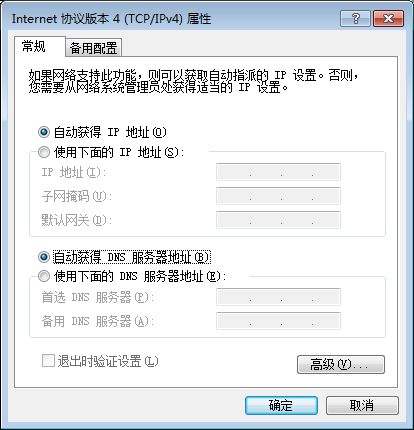 Internet 协议版本 4 (TCP/IPv4) 属性
常规
备用配置
如果网络支持此功能，则可以获取自动指派的 IP 设置。否则，
您需要从网络系统管理员处获得适当的 IP 设置。
自动获得 IP 地址(O)
使用下面的 IP 地址(S):
IP 地址(I):
子网掩码(U):
默认网关(D):
自动获得 DNS 服务器地址(B)
使用下面的 DNS 服务器地址(E):
首选 DNS 服务器(P):
备用 DNS 服务器(A):
退出时验证设置(L)
高级(V)...
确定
取消